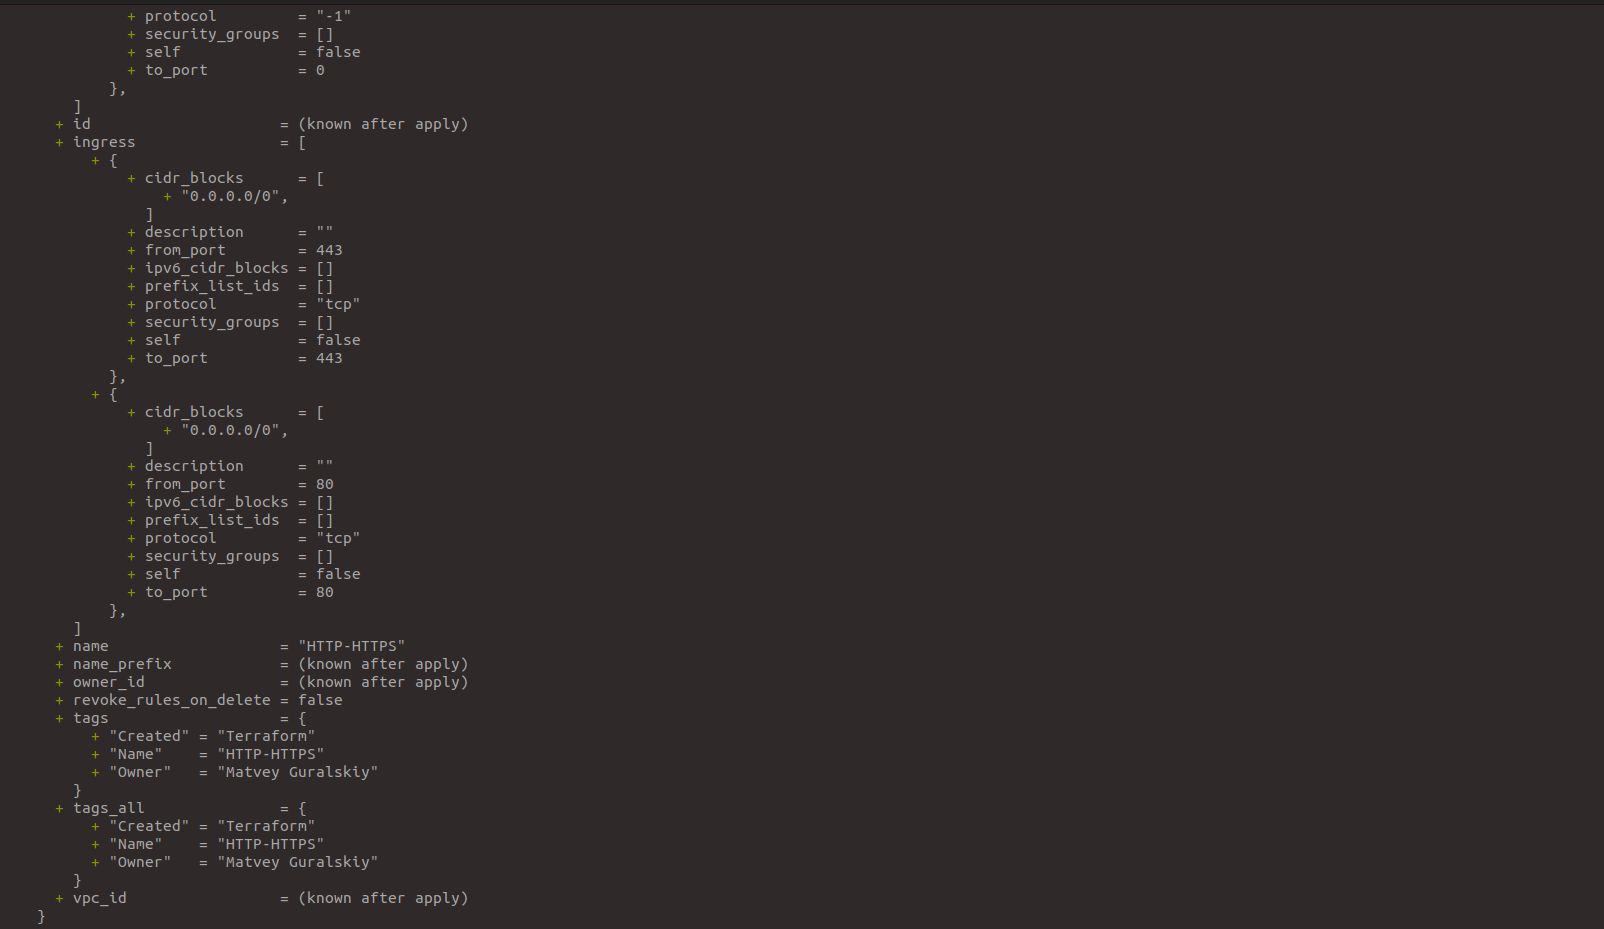 + protocol         = "-1"
+ security_groups  = []
+ self             = false
+ to_port          = 0
},
]
+ id                     = (known after apply)
+ ingress                = [
+ {
+ cidr_blocks      = [
+ "0.0.0.0/0",
]
+ description      = ""
+ from_port        = 443
+ ipv6_cidr_blocks = []
+ prefix_list_ids  = []
+ protocol         = "tcp"
+ security_groups  = []
+ self             = false
+ to_port          = 443
},
+ {
+ cidr_blocks      = [
+ "0.0.0.0/0",
]
+ description      = ""
+ from_port        = 80
+ ipv6_cidr_blocks = []
+ prefix_list_ids  = []
+ protocol         = "tcp"
+ security_groups  = []
+ self             = false
+ to_port          = 80
},
]
+ name                   = "HTTP-HTTPS"
+ name_prefix            = (known after apply)
+ owner_id               = (known after apply)
+ revoke_rules_on_delete = false
+ tags                   = {
+ "Created" = "Terraform"
+ "Name"    = "HTTP-HTTPS"
+ "Owner"   = "Matvey Guralskiy"
}
+ tags_all               = {
+ "Created" = "Terraform"
+ "Name"    = "HTTP-HTTPS"
+ "Owner"   = "Matvey Guralskiy"
}
+ vpc_id                 = (known after apply)
}